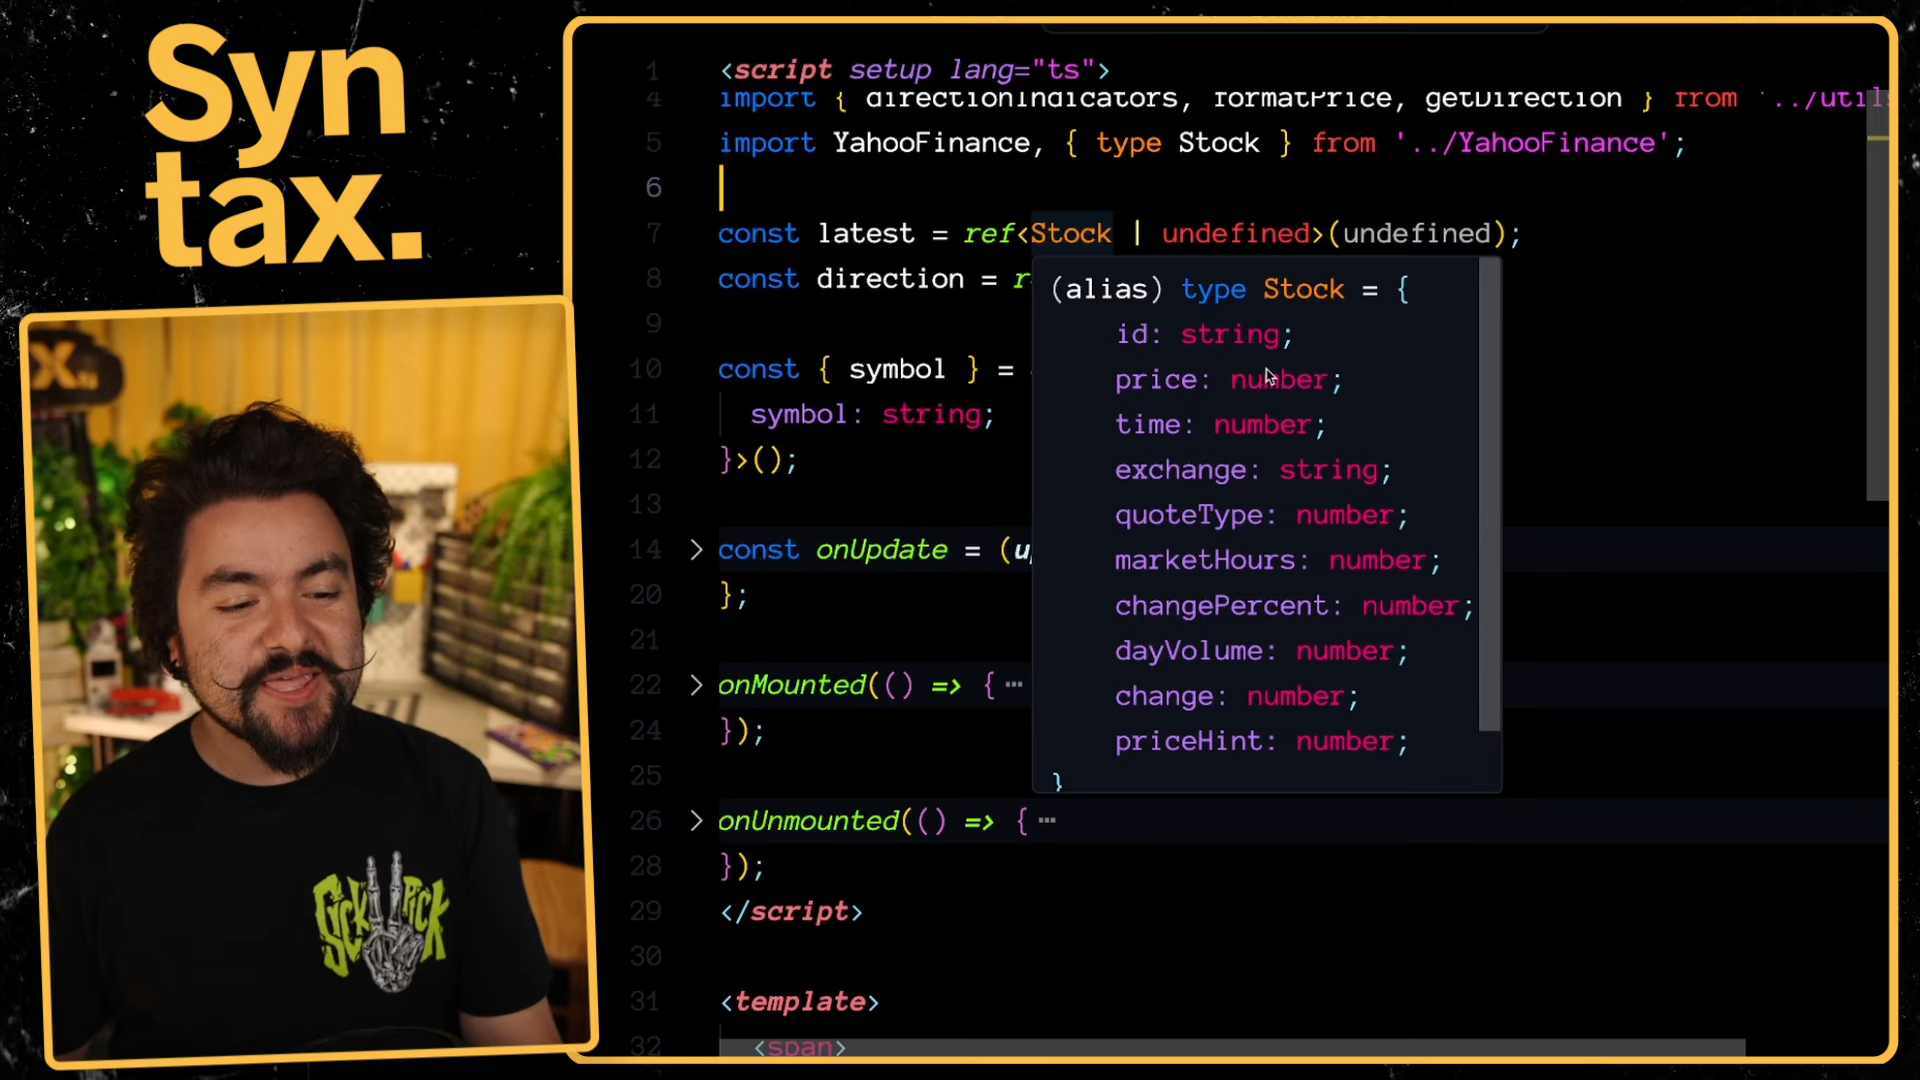 Syn
tax.
1 <script setup lang="ts">
4 import { directionIndicators, formatPrice, getDirection } from '../utils
5 import YahooFinance, { type Stock } from '../YahooFinance';
6
7 const latest = ref<Stock | undefined>(undefined);
8 const direction = r
9
10 const { symbol } =
11 symbol: string;
12 }>();
13
14 const onUpdate = (u
20 };
21
22 onMounted(() => { ⋯
24 });
25
26 onUnmounted(() => { ⋯
28 });
29 </script>
30
31 <template>
32 <span>
(alias) type Stock = {
id: string;
price: number;
time: number;
exchange: string;
quoteType: number;
marketHours: number;
changePercent: number;
dayVolume: number;
change: number;
priceHint: number;
}
SICK PICK